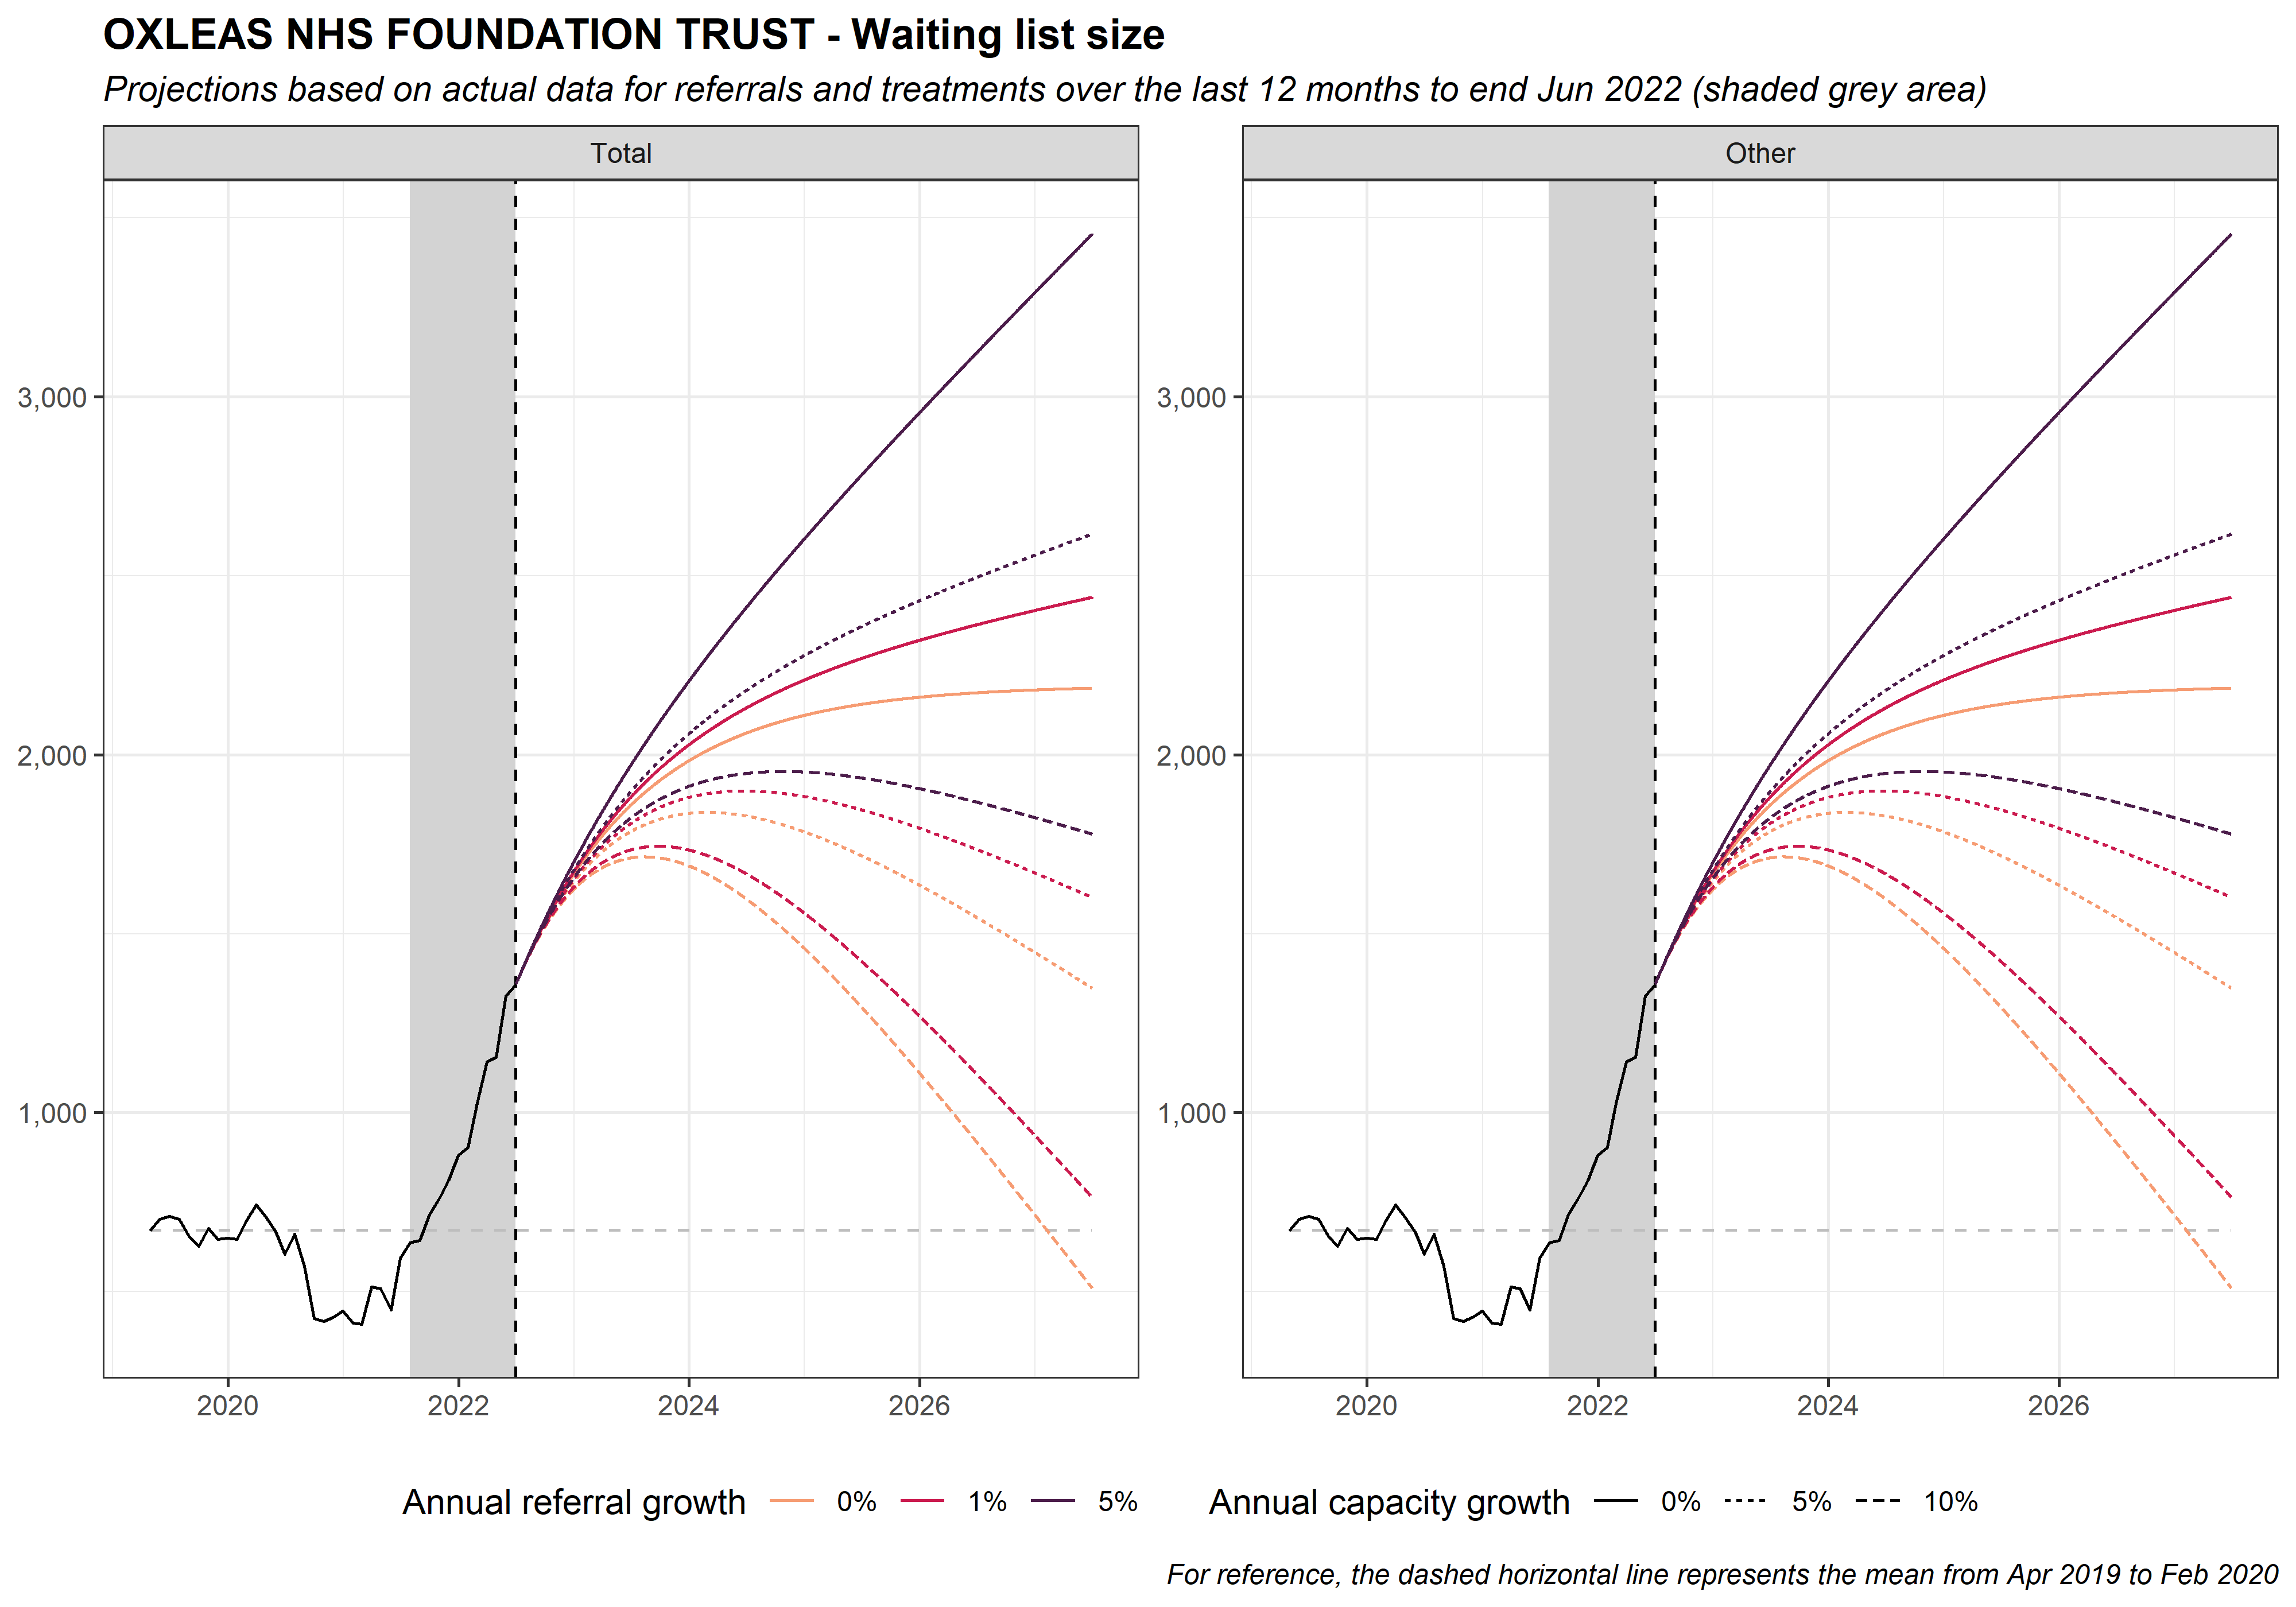 OXLEAS NHS FOUNDATION TRUST - Waiting list size
Projections based on actual data for referrals and treatments over the last 12 months to end Jun 2022 (shaded grey area)
Total
3,000
2,000
1,000
2020 2022 2024 2026
Other
3,000
2,000
1,000
2020 2022 2024 2026
Annual referral growth 0% 1% 5%
Annual capacity growth 0% 5% 10%
For reference, the dashed horizontal line represents the mean from Apr 2019 to Feb 2020